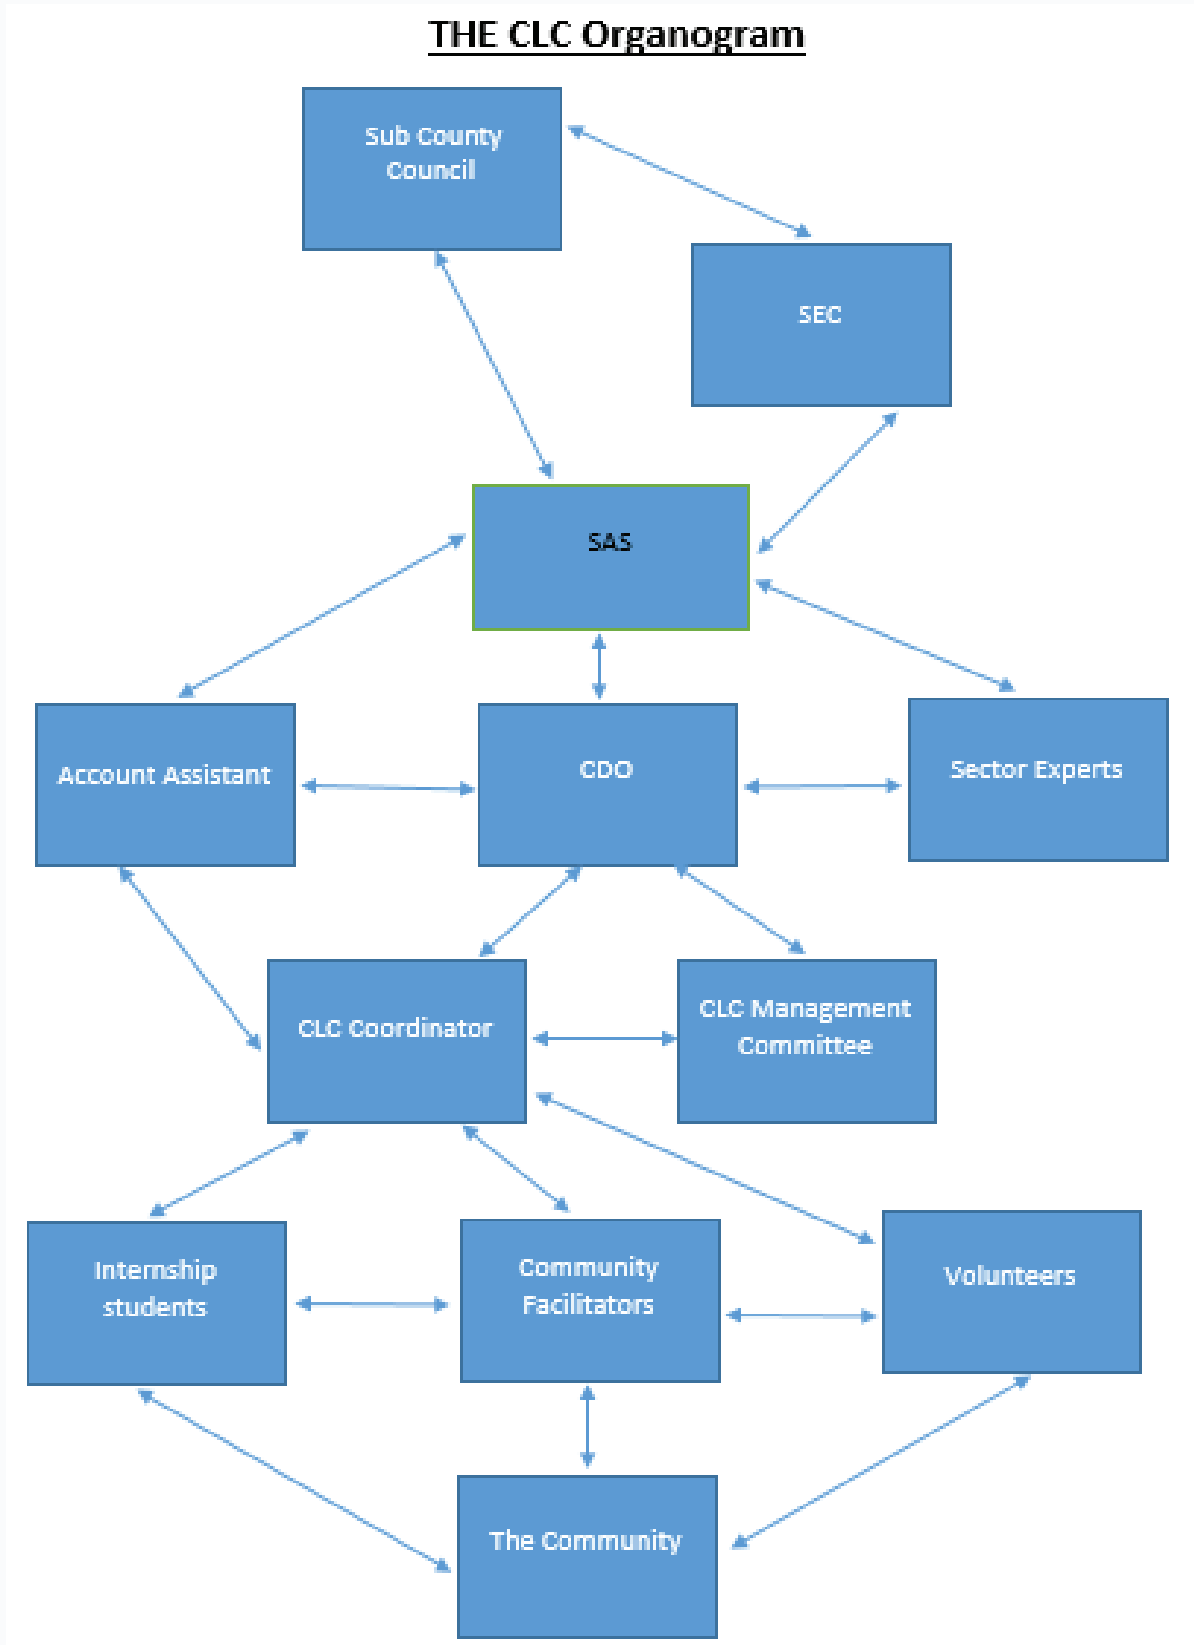 THE CLC Organogram
Sub County
Council
SEC
SAS
Account Assistant
CDO
Sector Experts
CLC Coordinator
CLC Management
Committee
Internship
students
Community
Facilitators
Volunteers
The Community